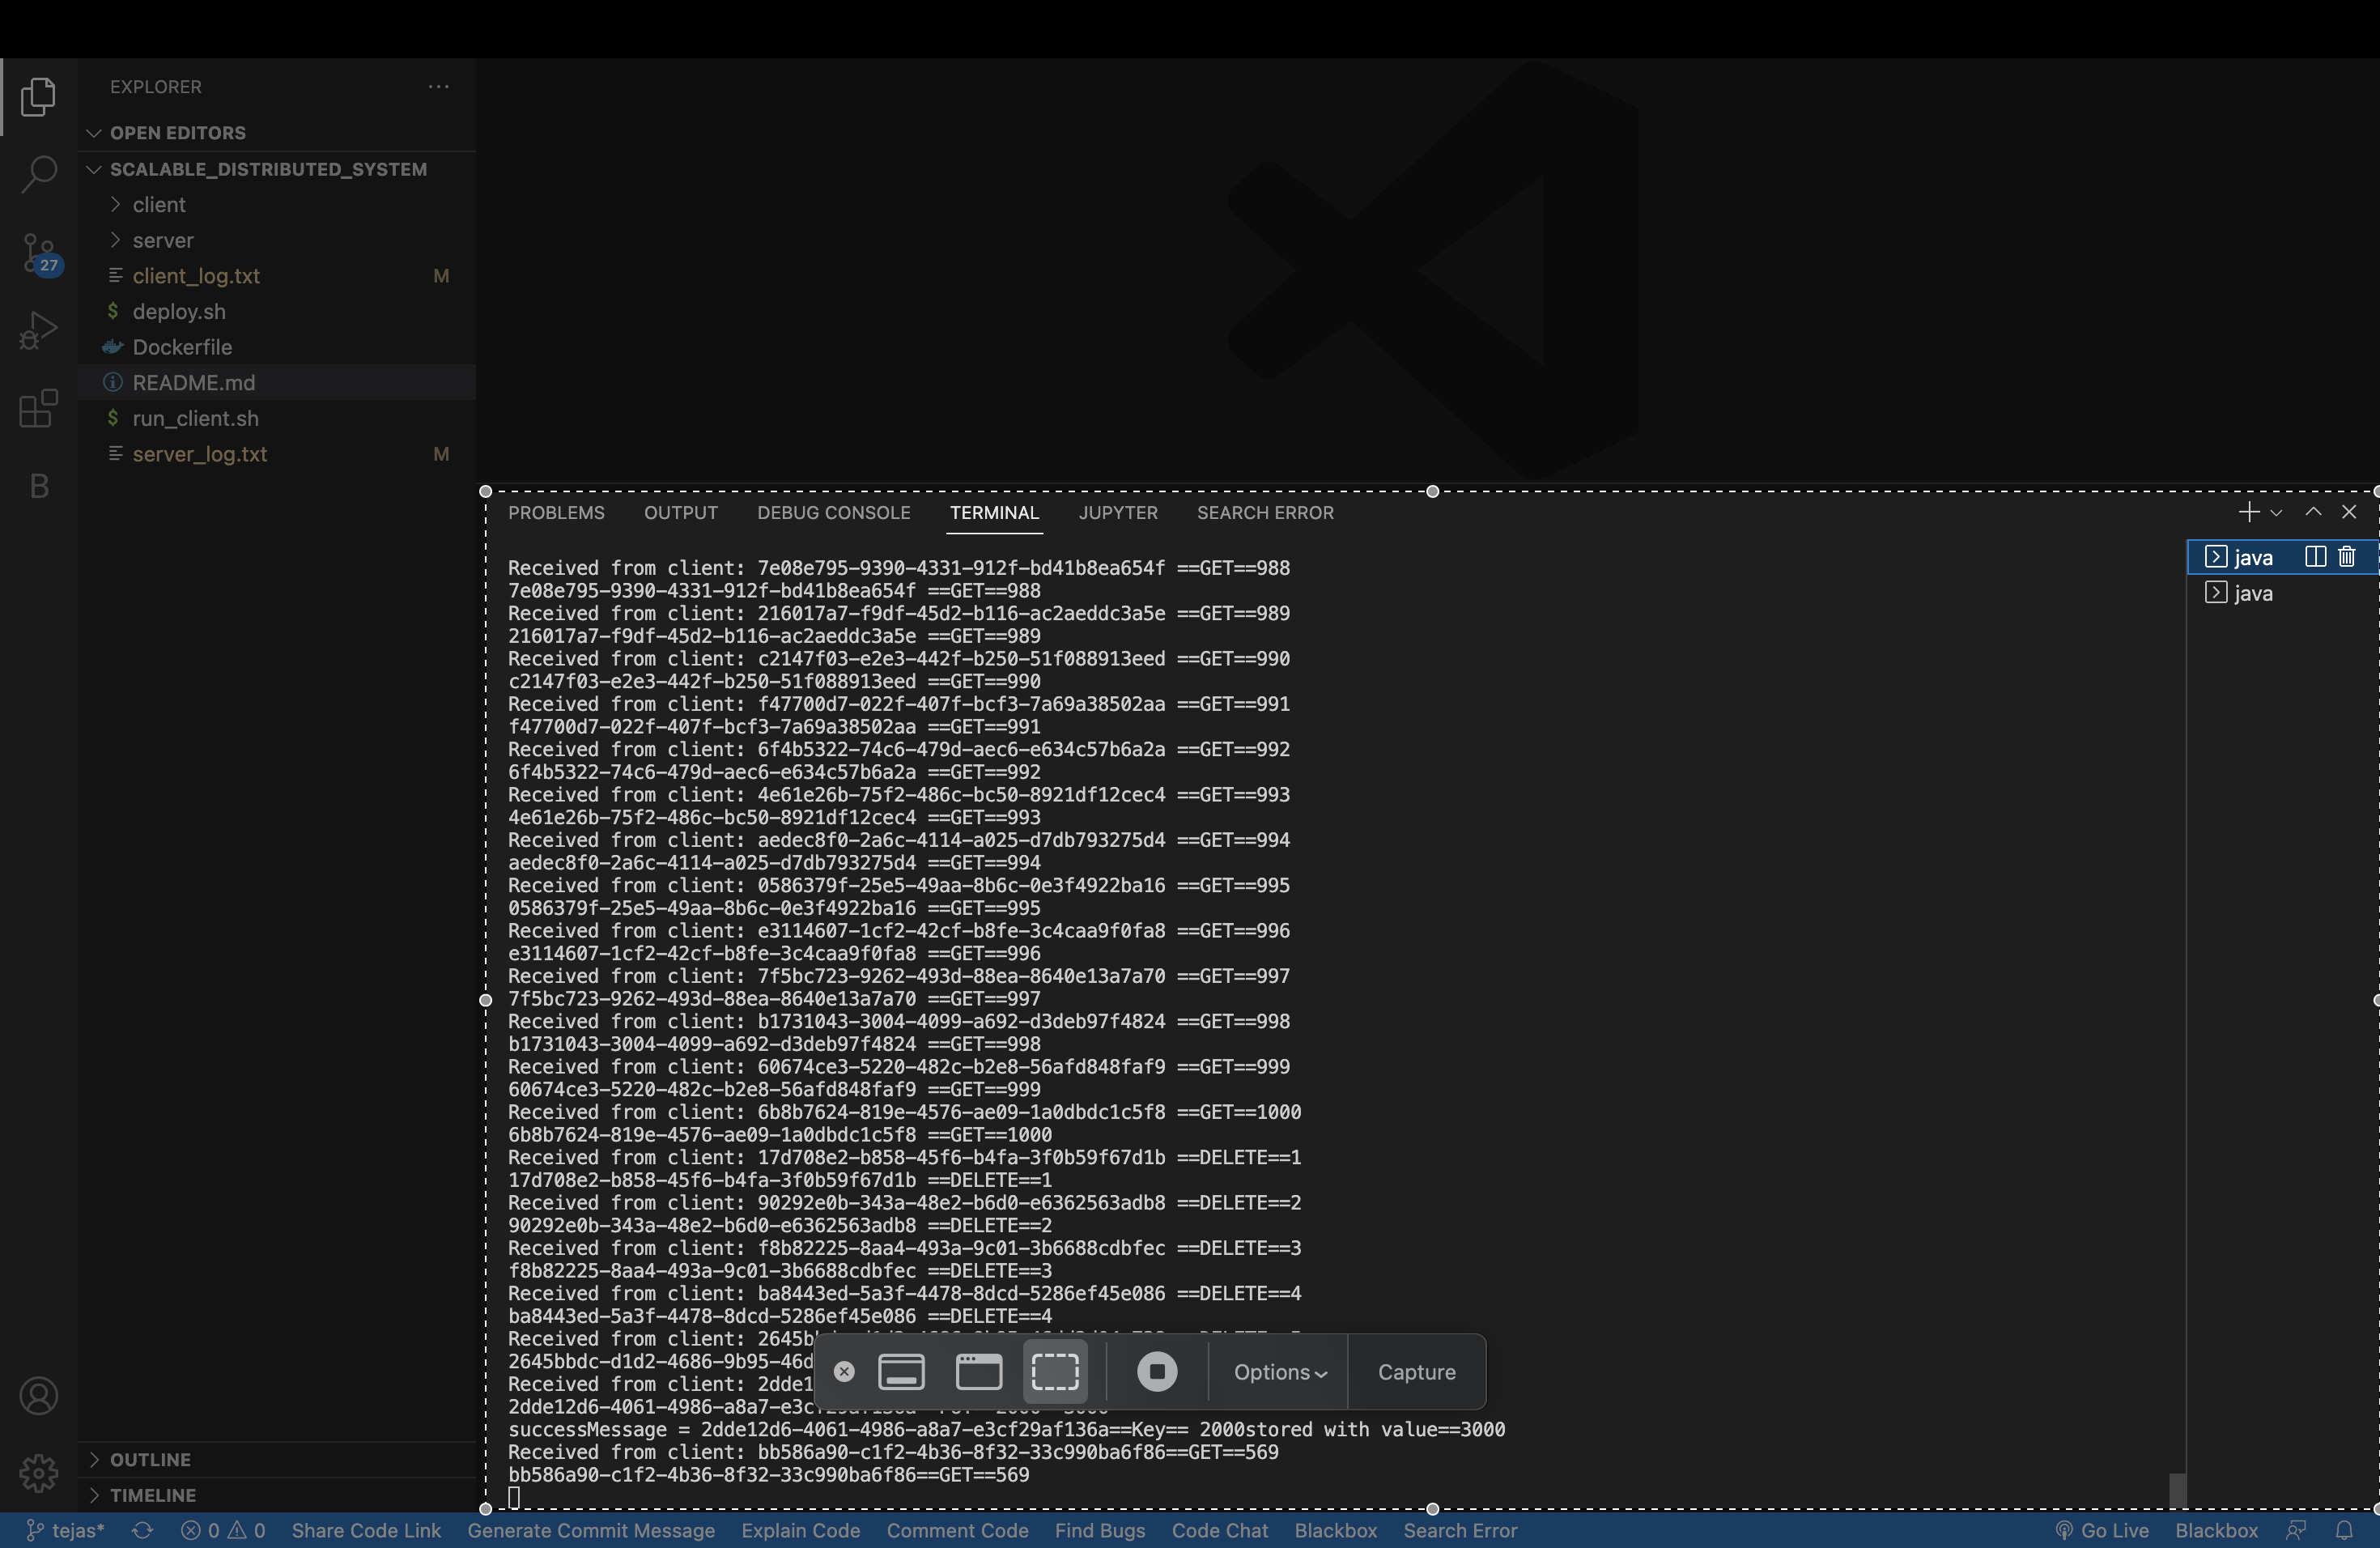 EXPLORER
OPEN EDITORS
SCALABLE_DISTRIBUTED_SYSTEM
client
server
27
client_log.txt M
deploy.sh
Dockerfile
README.md
run_client.sh
server_log.txt M
B
OUTLINE
TIMELINE
PROBLEMS OUTPUT DEBUG CONSOLE TERMINAL JUPYTER SEARCH ERROR
java
java
Received from client: 7e08e795-9390-4331-912f-bd41b8ea654f ==GET==988
7e08e795-9390-4331-912f-bd41b8ea654f ==GET==988
Received from client: 216017a7-f9df-45d2-b116-ac2aeddc3a5e ==GET==989
216017a7-f9df-45d2-b116-ac2aeddc3a5e ==GET==989
Received from client: c2147f03-e2e3-442f-b250-51f088913eed ==GET==990
c2147f03-e2e3-442f-b250-51f088913eed ==GET==990
Received from client: f47700d7-022f-407f-bcf3-7a69a38502aa ==GET==991
f47700d7-022f-407f-bcf3-7a69a38502aa ==GET==991
Received from client: 6f4b5322-74c6-479d-aec6-e634c57b6a2a ==GET==992
6f4b5322-74c6-479d-aec6-e634c57b6a2a ==GET==992
Received from client: 4e61e26b-75f2-486c-bc50-8921df12cec4 ==GET==993
4e61e26b-75f2-486c-bc50-8921df12cec4 ==GET==993
Received from client: aedec8f0-2a6c-4114-a025-d7db793275d4 ==GET==994
aedec8f0-2a6c-4114-a025-d7db793275d4 ==GET==994
Received from client: 0586379f-25e5-49aa-8b6c-0e3f4922ba16 ==GET==995
0586379f-25e5-49aa-8b6c-0e3f4922ba16 ==GET==995
Received from client: e3114607-1cf2-42cf-b8fe-3c4caa9f0fa8 ==GET==996
e3114607-1cf2-42cf-b8fe-3c4caa9f0fa8 ==GET==996
Received from client: 7f5bc723-9262-493d-88ea-8640e13a7a70 ==GET==997
7f5bc723-9262-493d-88ea-8640e13a7a70 ==GET==997
Received from client: b1731043-3004-4099-a692-d3deb97f4824 ==GET==998
b1731043-3004-4099-a692-d3deb97f4824 ==GET==998
Received from client: 60674ce3-5220-482c-b2e8-56afd848faf9 ==GET==999
60674ce3-5220-482c-b2e8-56afd848faf9 ==GET==999
Received from client: 6b8b7624-819e-4576-ae09-1a0dbdc1c5f8 ==GET==1000
6b8b7624-819e-4576-ae09-1a0dbdc1c5f8 ==GET==1000
Received from client: 17d708e2-b858-45f6-b4fa-3f0b59f67d1b ==DELETE==1
17d708e2-b858-45f6-b4fa-3f0b59f67d1b ==DELETE==1
Received from client: 90292e0b-343a-48e2-b6d0-e6362563adb8 ==DELETE==2
90292e0b-343a-48e2-b6d0-e6362563adb8 ==DELETE==2
Received from client: f8b82225-8aa4-493a-9c01-3b6688cdbfec ==DELETE==3
f8b82225-8aa4-493a-9c01-3b6688cdbfec ==DELETE==3
Received from client: ba8443ed-5a3f-4478-8dcd-5286ef45e086 ==DELETE==4
ba8443ed-5a3f-4478-8dcd-5286ef45e086 ==DELETE==4
Received from client:
2645bbdc-d1d2-4686-9b95-46d
Received from client: 2dde1
2dde12d6-4061-4986-a8a7-e3c
successMessage = 2dde12d6-4061-4986-a8a7-e3cf29af136a==Key== 2000stored with value==3000
Received from client: bb586a90-c1f2-4b36-8f32-33c990ba6f86==GET==569
bb586a90-c1f2-4b36-8f32-33c990ba6f86==GET==569
Options Capture
tejas* 0 0 Share Code Link Generate Commit Message Explain Code Comment Code Find Bugs Code Chat Blackbox Search Error Go Live Blackbox